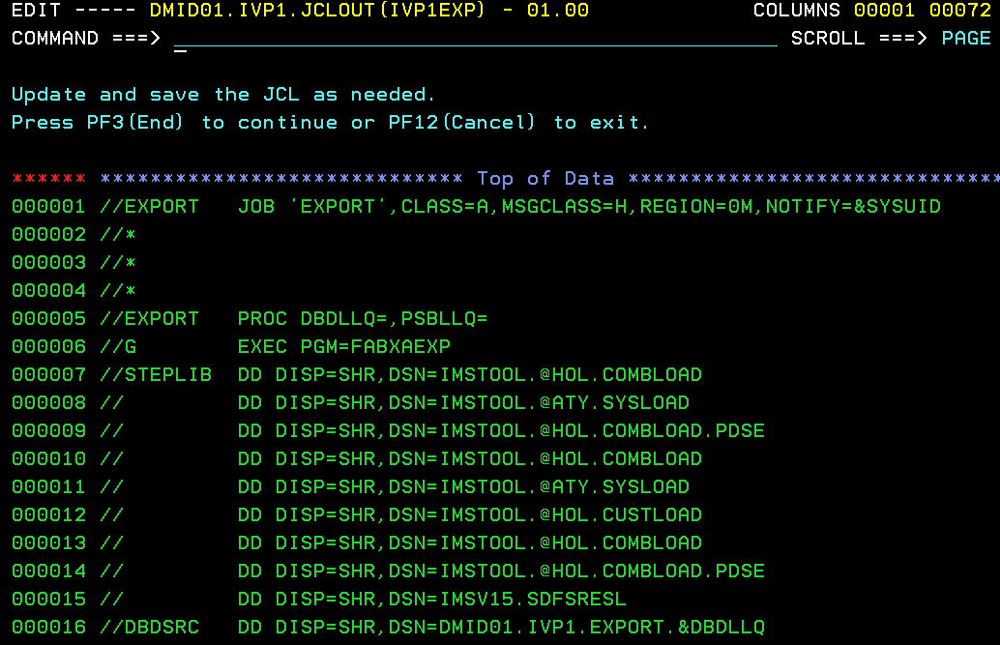 EDIT ----- DMID01.IVP1.JCLOUT(IVP1EXP) - 01.00 COLUMNS 00001 00072
COMMAND ===> _ SCROLL ===> PAGE
Update and save the JCL as needed.
Press PF3(End) to continue or PF12(Cancel) to exit.
****** ***************************** Top of Data ******************************
000001 //EXPORT   JOB 'EXPORT',CLASS=A,MSGCLASS=H,REGION=0M,NOTIFY=&SYSUID
000002 //*
000003 //*
000004 //*
000005 //EXPORT   PROC DBDLLQ=,PSBLLQ=
000006 //G        EXEC PGM=FABXAEXP
000007 //STEPLIB  DD DISP=SHR,DSN=IMSTOOL.@HOL.COMBLOAD
000008 //         DD DISP=SHR,DSN=IMSTOOL.@ATY.SYSLOAD
000009 //         DD DISP=SHR,DSN=IMSTOOL.@HOL.COMBLOAD.PDSE
000010 //         DD DISP=SHR,DSN=IMSTOOL.@HOL.COMBLOAD
000011 //         DD DISP=SHR,DSN=IMSTOOL.@ATY.SYSLOAD
000012 //         DD DISP=SHR,DSN=IMSTOOL.@HOL.CUSTLOAD
000013 //         DD DISP=SHR,DSN=IMSTOOL.@HOL.COMBLOAD
000014 //         DD DISP=SHR,DSN=IMSTOOL.@HOL.COMBLOAD.PDSE
000015 //         DD DISP=SHR,DSN=IMSV15.SDFSRESL
000016 //DBDSRC   DD DISP=SHR,DSN=DMID01.IVP1.EXPORT.&DBDLLQ